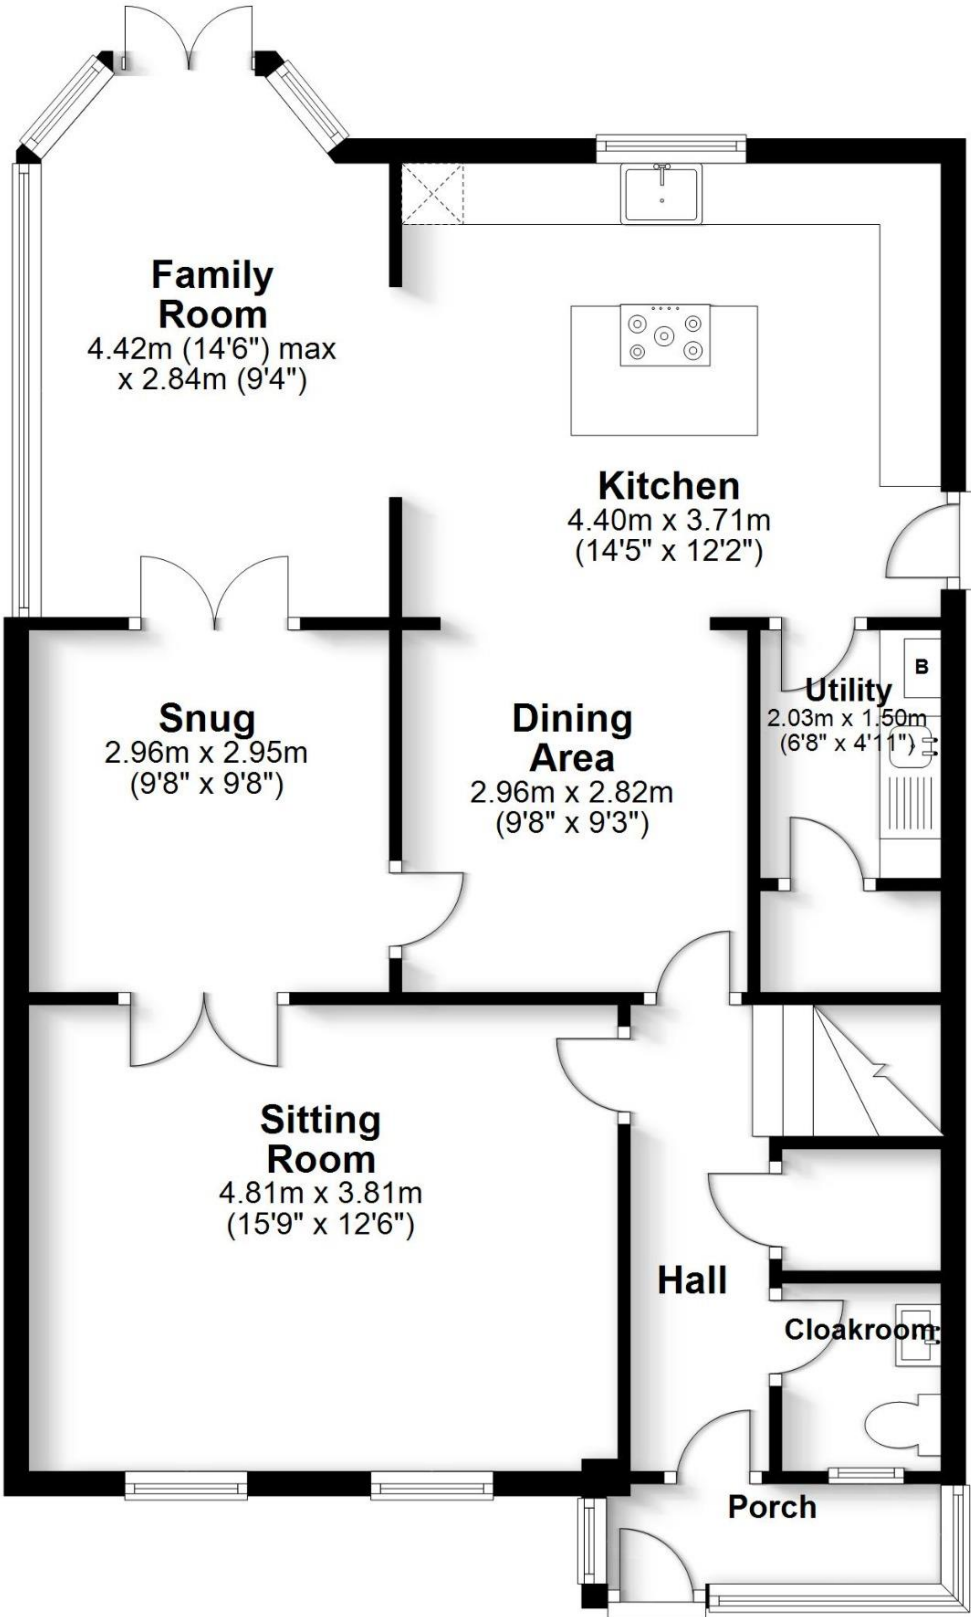 Family
Room
4.42m (14'6") max
x 2.84m (9'4")
Kitchen
4.40m x 3.71m
(14'5" x 12'2")
Snug
2.96m x 2.95m
(9'8" x 9'8")
Dining
Area
2.96m x 2.82m
(9'8" x 9'3")
B
Utility
2.03m x 1.50m
(6'8" x 4'11")
Sitting
Room
4.81m x 3.81m
(15'9" x 12'6")
Hall
Cloakroom
Porch